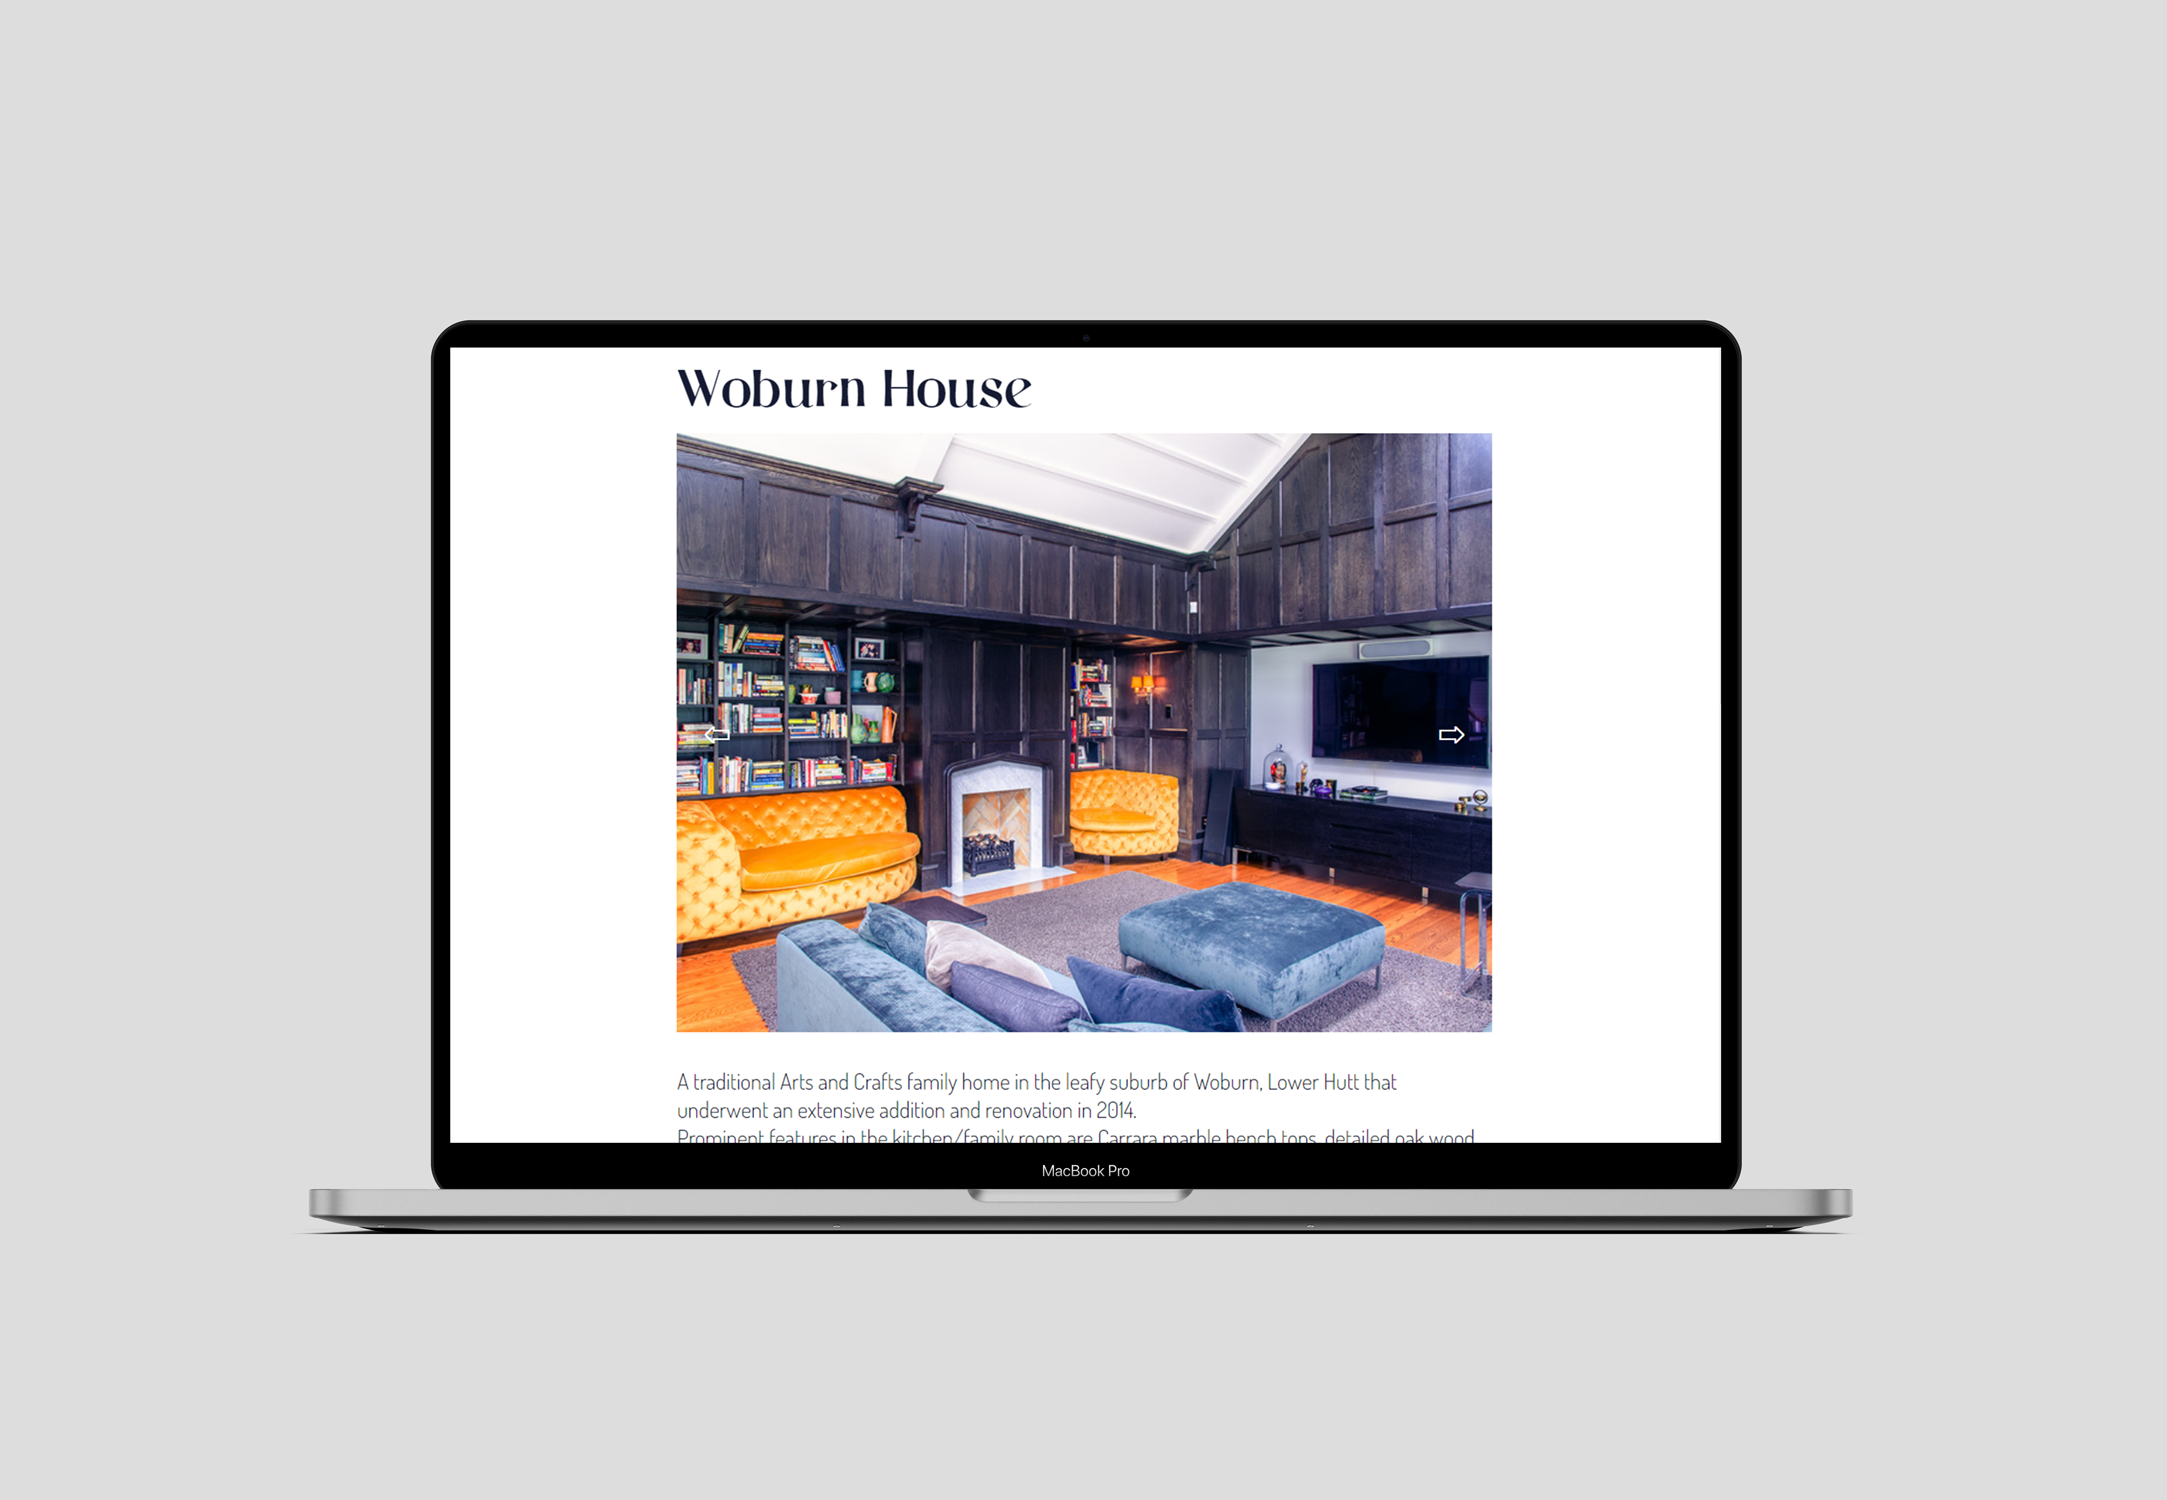 Woburn House
A traditional Arts and Crafts family home in the leafy suburb of Woburn, Lower Hutt that
underwent an extensive addition and renovation in 2014.
Prominent features in the kitchen/family room are Carrara marble bench tops, detailed oak wood
MacBook Pro